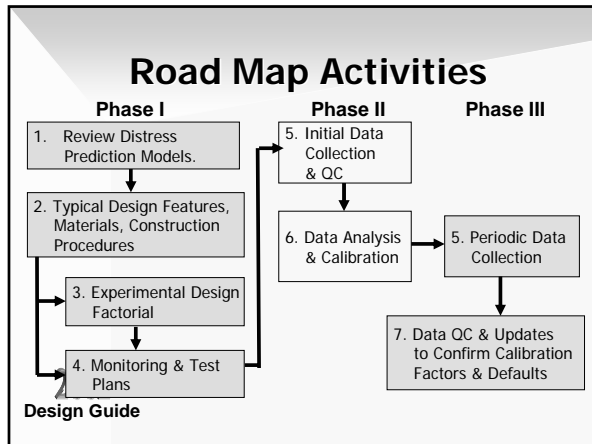 Road Map Activities
Phase I
Phase II
Phase III
1. Review Distress
Prediction Models.
2. Typical Design Features,
Materials, Construction
Procedures
3. Experimental Design
Factorial
4. Monitoring & Test
Plans
5. Initial Data
Collection
& QC
6. Data Analysis
& Calibration
5. Periodic Data
Collection
7. Data QC & Updates
to Confirm Calibration
Factors & Defaults
Design Guide